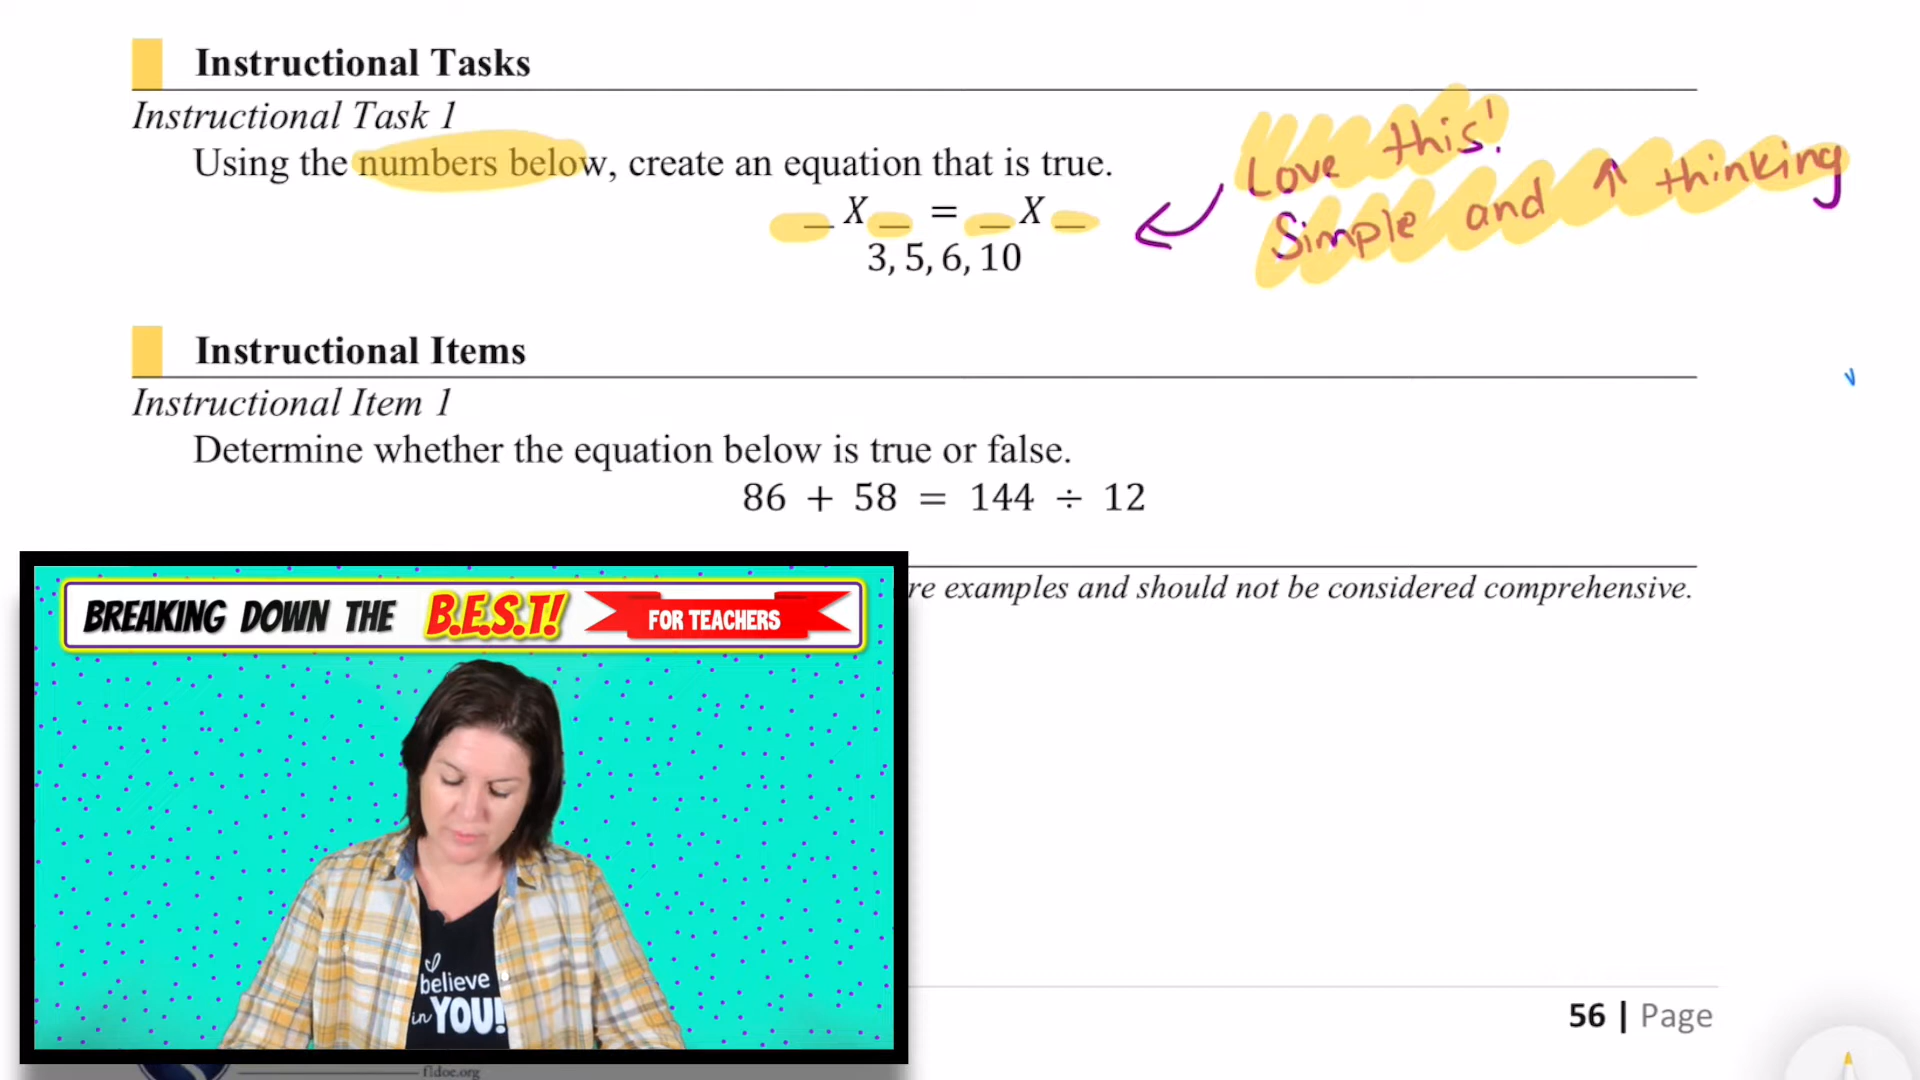 Instructional Tasks
Instructional Task 1
Using the numbers below, create an equation that is true.
_ X _ = _ X _
3, 5, 6, 10
Love this!
Simple and ↑ thinking
Instructional Items
Instructional Item 1
Determine whether the equation below is true or false.
86 + 58 = 144 ÷ 12
re examples and should not be considered comprehensive.
BREAKING DOWN THE B.E.S.T! FOR TEACHERS
believe
in YOU!
56 | Page
fldoe.org